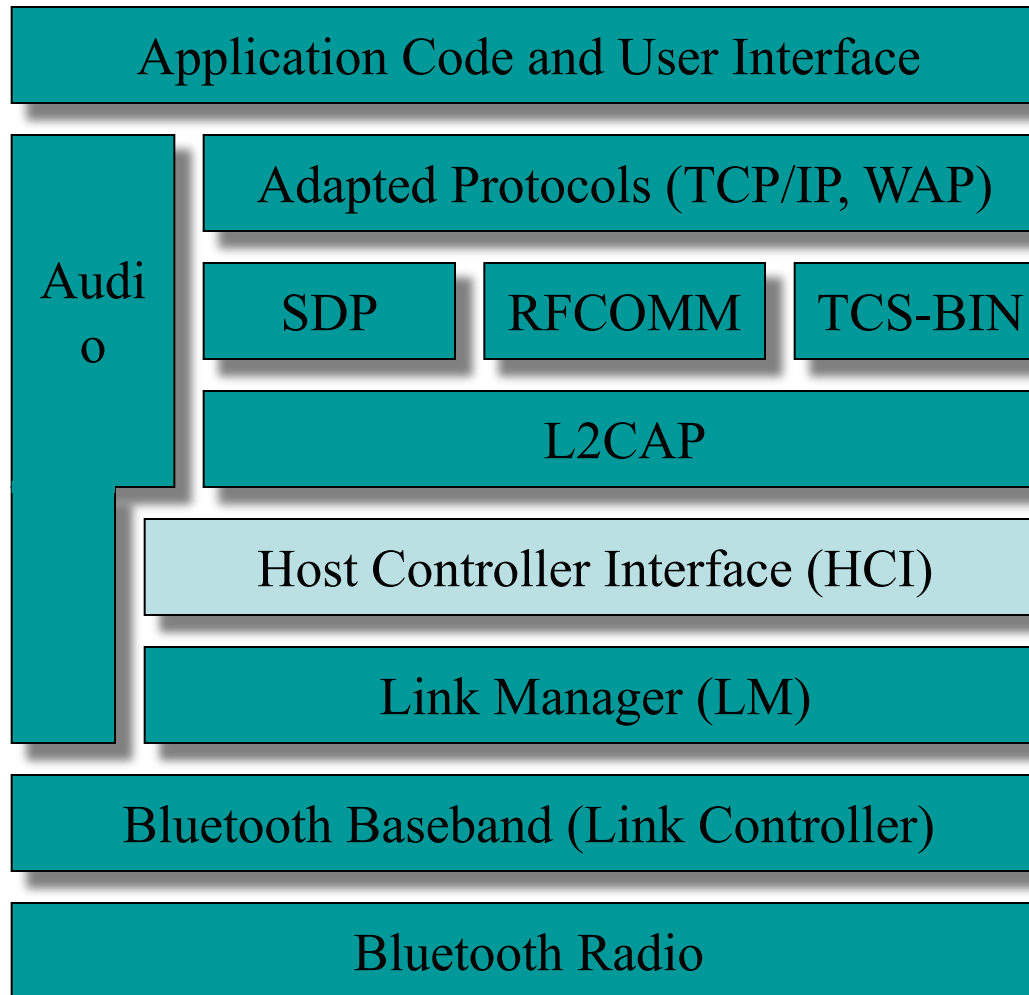 Application Code and User Interface
Adapted Protocols (TCP/IP, WAP)
Audi
o
SDP
RFCOMM
TCS-BIN
L2CAP
Host Controller Interface (HCI)
Link Manager (LM)
Bluetooth Baseband (Link Controller)
Bluetooth Radio